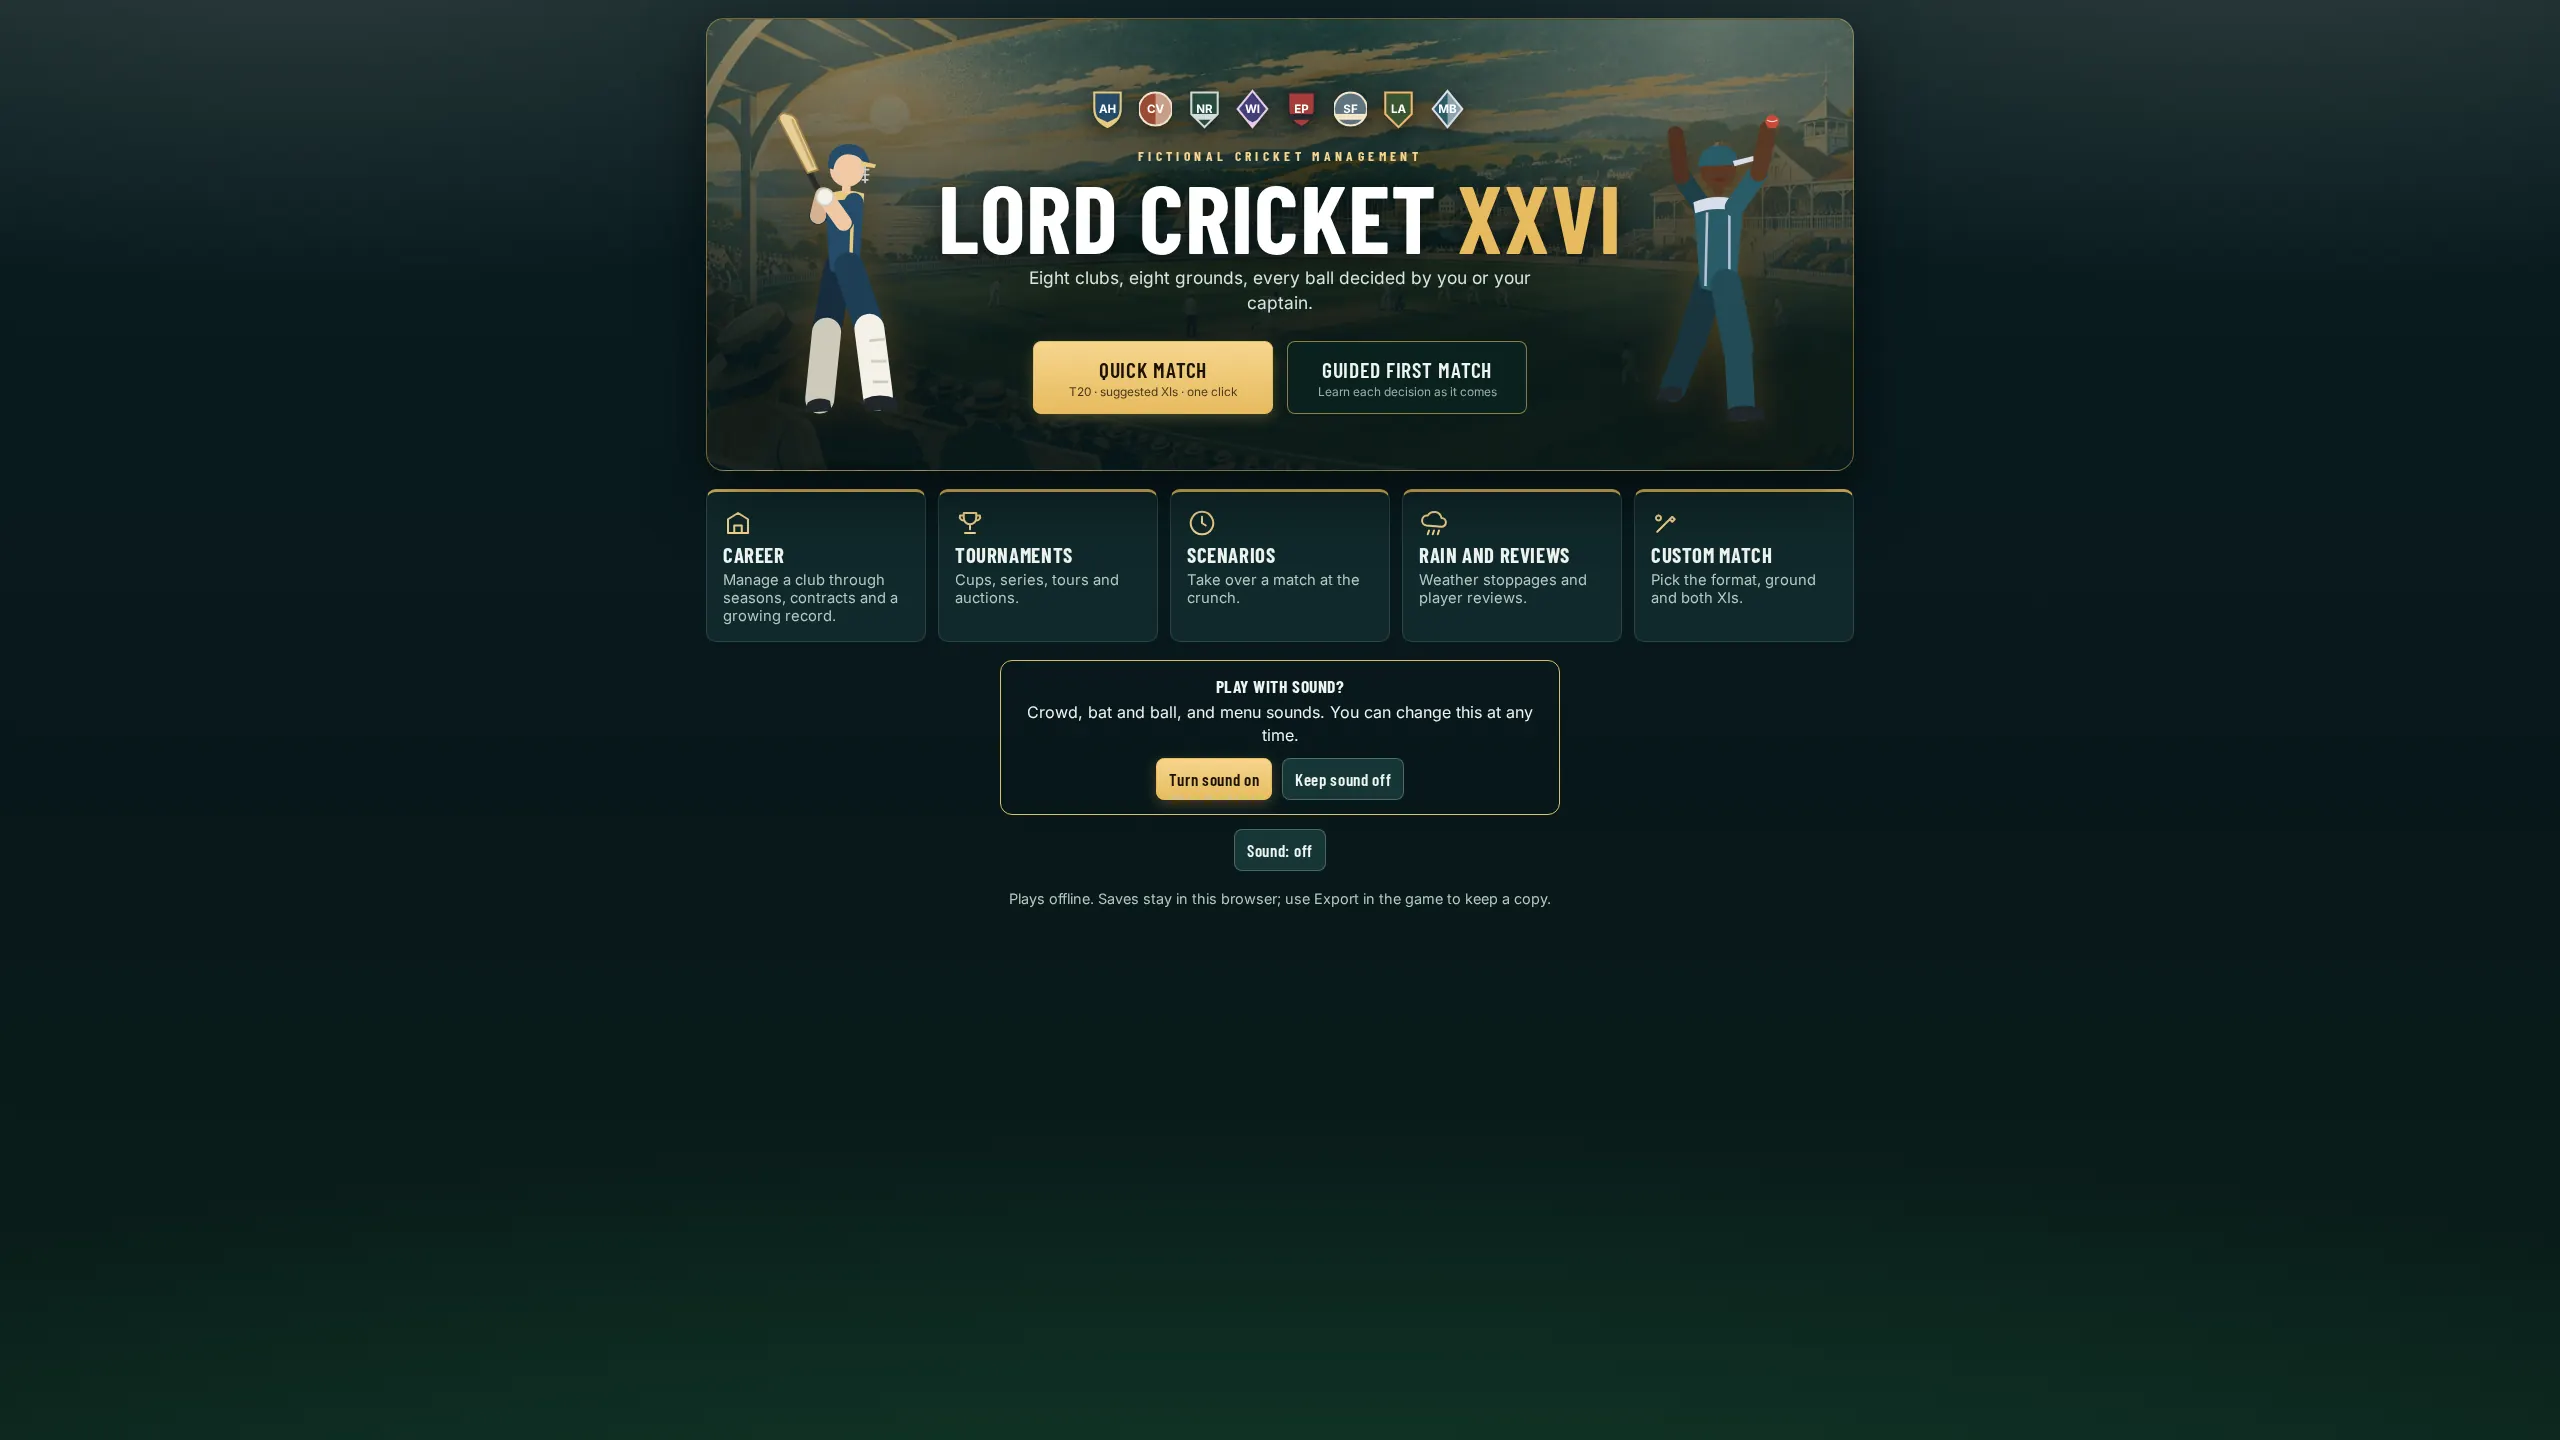 AH CV NR WI EP SF LA MB
FICTIONAL CRICKET MANAGEMENT
LORD CRICKET XXVI
Eight clubs, eight grounds, every ball decided by you or your
captain.
QUICK MATCH
T20 · suggested XIs · one click
GUIDED FIRST MATCH
Learn each decision as it comes
CAREER
Manage a club through
seasons, contracts and a
growing record.
TOURNAMENTS
Cups, series, tours and
auctions.
SCENARIOS
Take over a match at the
crunch.
RAIN AND REVIEWS
Weather stoppages and
player reviews.
CUSTOM MATCH
Pick the format, ground
and both XIs.
PLAY WITH SOUND?
Crowd, bat and ball, and menu sounds. You can change this at any
time.
Turn sound on
Keep sound off
Sound: off
Plays offline. Saves stay in this browser; use Export in the game to keep a copy.